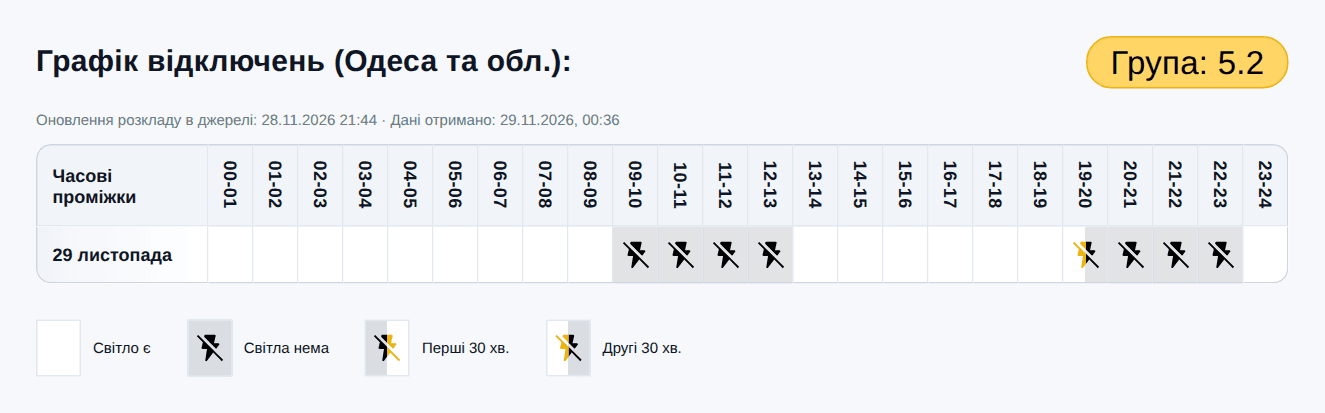 Графік відключень (Одеса та обл.):
Група: 5.2
Оновлення розкладу в джерелі: 28.11.2026 21:44 · Дані отримано: 29.11.2026, 00:36
Часові
проміжки
00-01
01-02
02-03
03-04
04-05
05-06
06-07
07-08
08-09
09-10
10-11
11-12
12-13
13-14
14-15
15-16
16-17
17-18
18-19
19-20
20-21
21-22
22-23
23-24
29 листопада
Світло є
Світла нема
Перші 30 хв.
Другі 30 хв.